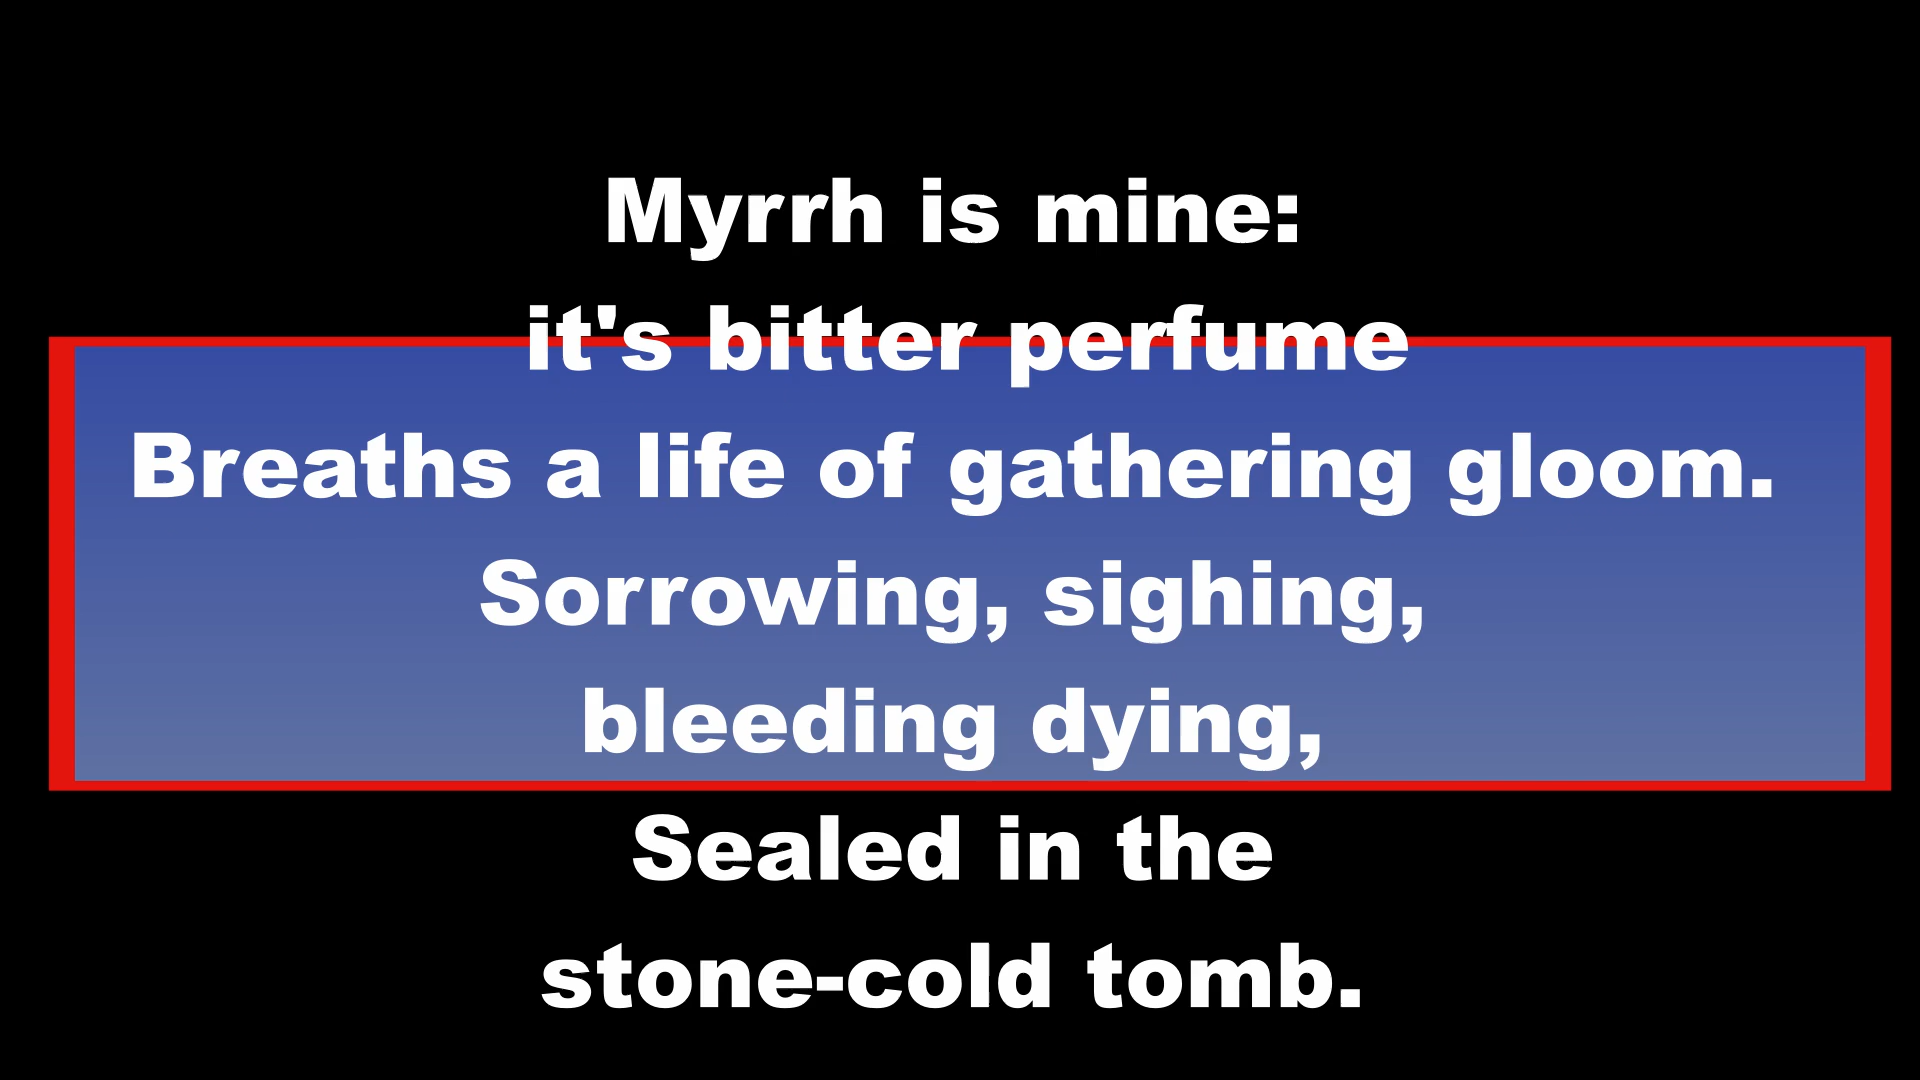 Myrrh is mine:
it's bitter perfume
Breaths a life of gathering gloom.
Sorrowing, sighing,
bleeding dying,
Sealed in the
stone-cold tomb.